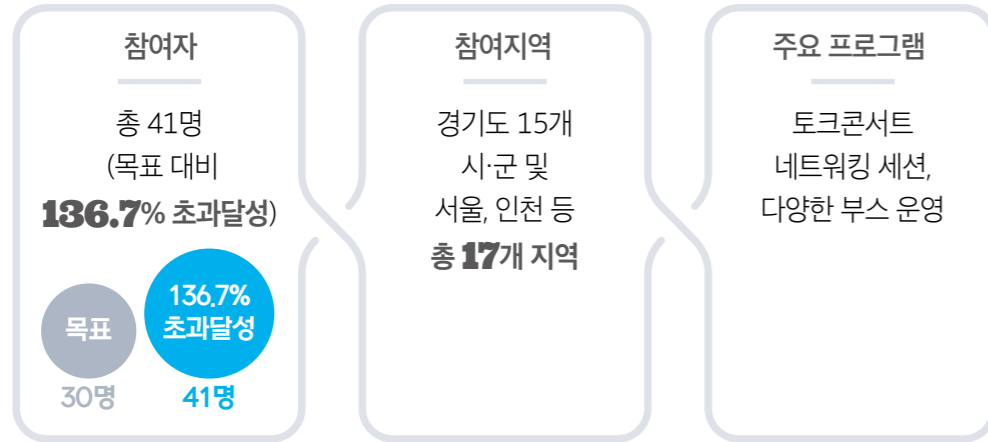 참여자
총 41명
(목표 대비
136.7% 초과달성)
목표
30명
136.7%
초과달성
41명
참여지역
경기도 15개
시·군 및
서울, 인천 등
총 17개 지역
주요 프로그램
토크콘서트
네트워킹 세션,
다양한 부스 운영